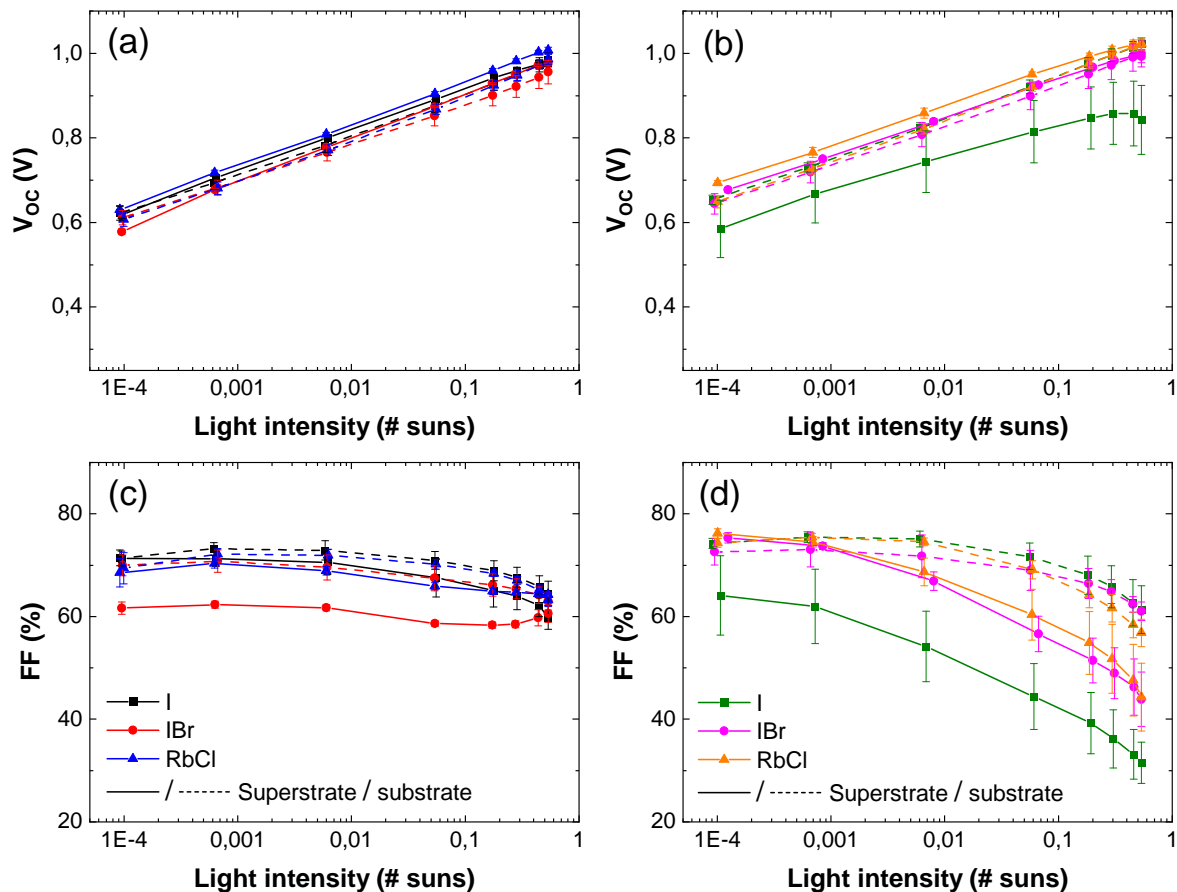 (a)
1,0
0,8
0,6
0,4
V_OC (V)
1E-4 0,001 0,01 0,1 1
Light intensity (# suns)
(b)
1,0
0,8
0,6
0,4
V_OC (V)
1E-4 0,001 0,01 0,1 1
Light intensity (# suns)
(c)
80
60
40
20
FF (%)
I
IBr
RbCl
/ Superstrate / substrate
1E-4 0,001 0,01 0,1 1
Light intensity (# suns)
(d)
80
60
40
20
FF (%)
I
IBr
RbCl
/ Superstrate / substrate
1E-4 0,001 0,01 0,1 1
Light intensity (# suns)